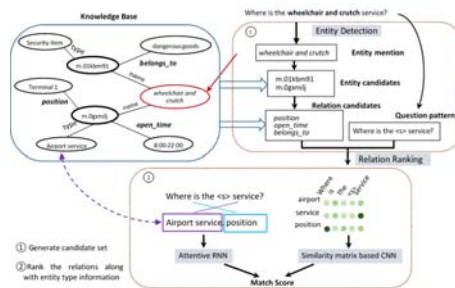 Knowledge Base
Security item
type
m.01kbm91
dangerous goods
belongs_to
name
Terminal 1
position
name
wheelchair and
crutch
type
open_time
Airport service
8:00-22:00
Where is the wheelchair and crutch service?
①
Entity Detection
wheelchair and crutch
Entity mention
m.01kbm91
Entity candidates
Relation candidates
position
open_time
belongs_to
Question pattern
Where is the <s> service?
Relation Ranking
②
Where is the <s> service?
Airport service, position
Attentive RNN
Where
is
the
<s>
service
airport
service
position
Similarity matrix based CNN
Match Score
① Generate candidate set
② Rank the relations along
with entity type information